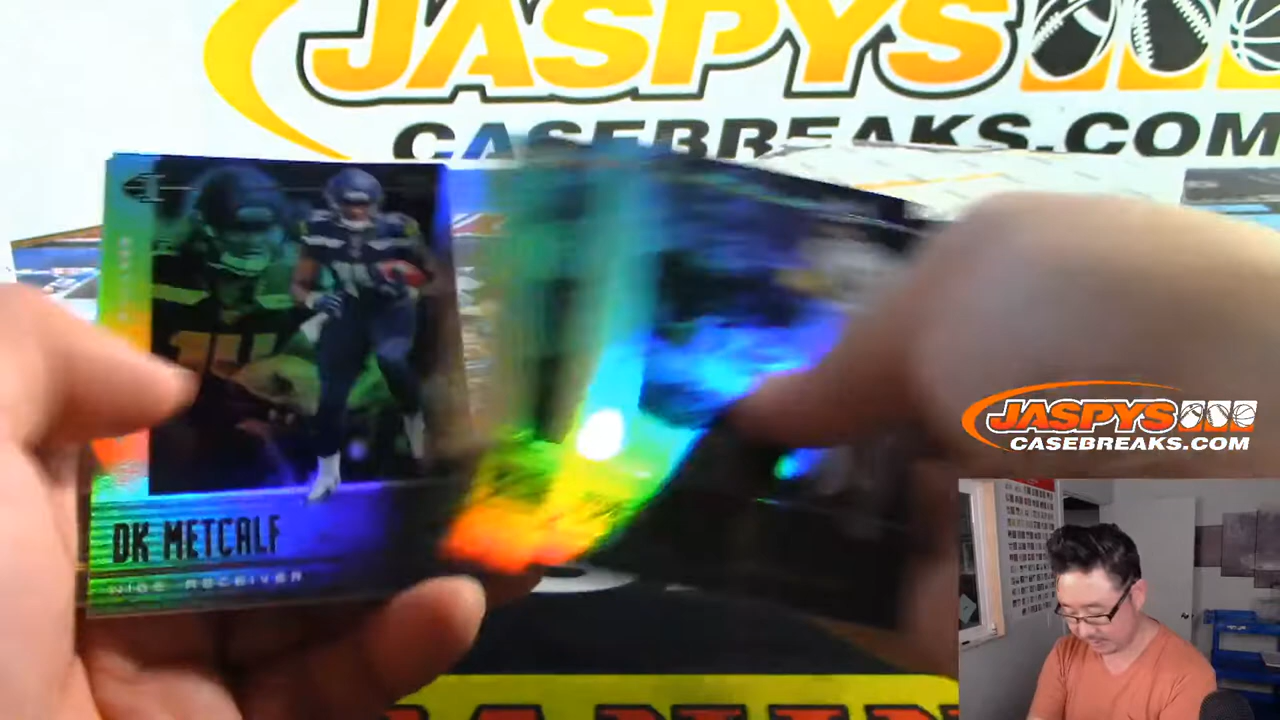 JASPYS
CASEBREAKS.COM
DK METCALF
WIDE RECEIVER
JASPYS
CASEBREAKS.COM